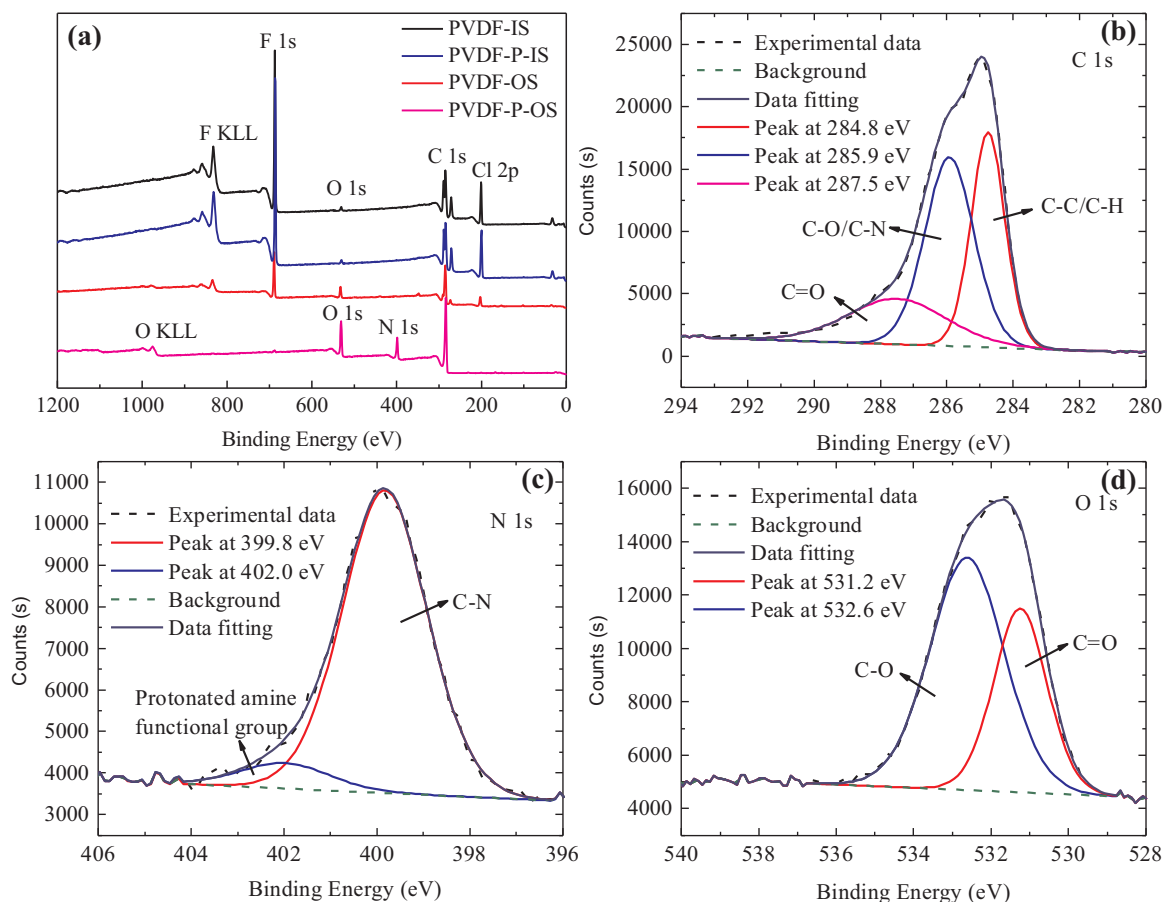 (a)
PVDF-IS
PVDF-P-IS
PVDF-OS
PVDF-P-OS
F 1s
F KLL
O 1s
C 1s
Cl 2p
O KLL
O 1s
N 1s
1200 1000 800 600 400 200 0
Binding Energy (eV)
(b)
C 1s
Experimental data
Background
Data fitting
Peak at 284.8 eV
Peak at 285.9 eV
Peak at 287.5 eV
C-C/C-H
C-O/C-N
C=O
25000
20000
15000
10000
5000
0
Counts (s)
294 292 290 288 286 284 282 280
Binding Energy (eV)
(c)
N 1s
Experimental data
Peak at 399.8 eV
Peak at 402.0 eV
Background
Data fitting
C-N
Protonated amine
functional group
11000
10000
9000
8000
7000
6000
5000
4000
3000
Counts (s)
406 404 402 400 398 396
Binding Energy (eV)
(d)
O 1s
Experimental data
Background
Data fitting
Peak at 531.2 eV
Peak at 532.6 eV
C=O
C-O
16000
14000
12000
10000
8000
6000
4000
Counts (s)
540 538 536 534 532 530 528
Binding Energy (eV)